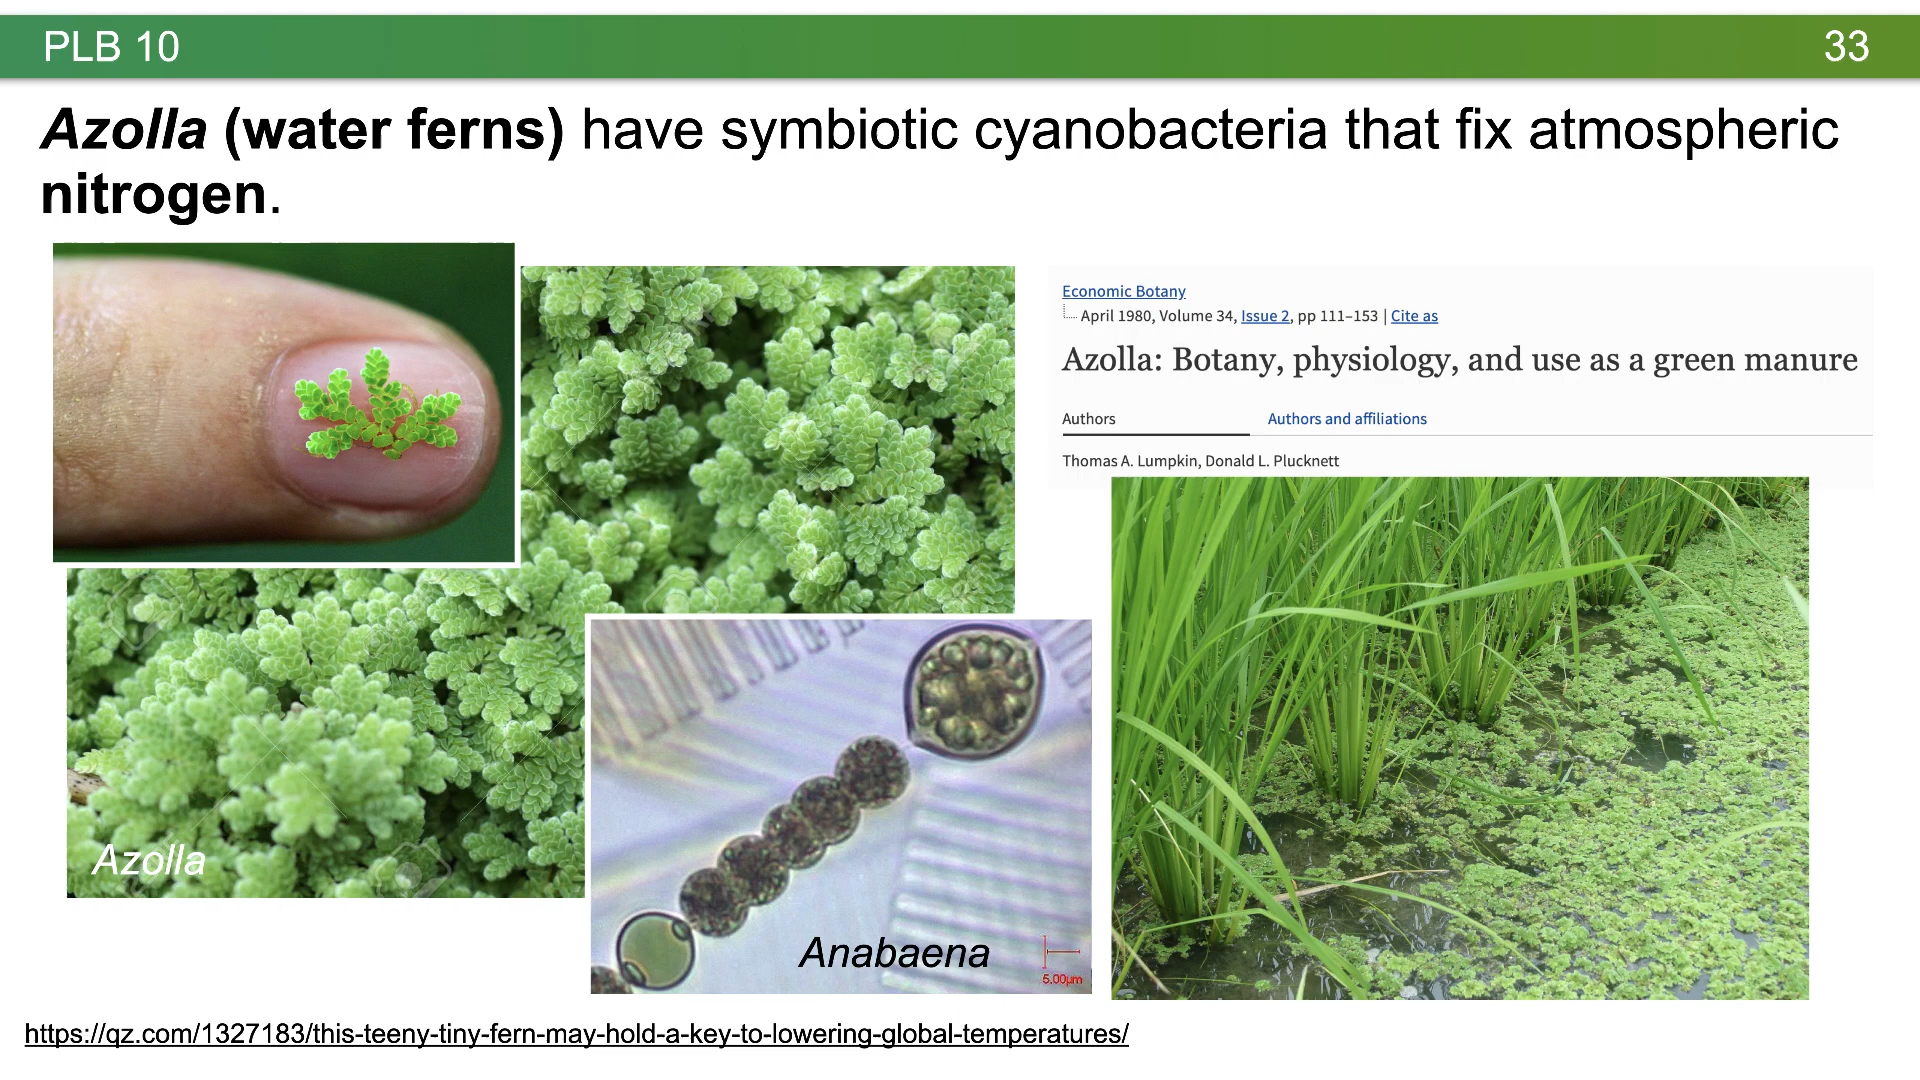 PLB 10
33
Azolla (water ferns) have symbiotic cyanobacteria that fix atmospheric
nitrogen.
Economic Botany
April 1980, Volume 34, Issue 2, pp 111–153 | Cite as
Azolla: Botany, physiology, and use as a green manure
Authors
Authors and affiliations
Thomas A. Lumpkin, Donald L. Plucknett
Azolla
Anabaena
5.00µm
https://qz.com/1327183/this-teeny-tiny-fern-may-hold-a-key-to-lowering-global-temperatures/